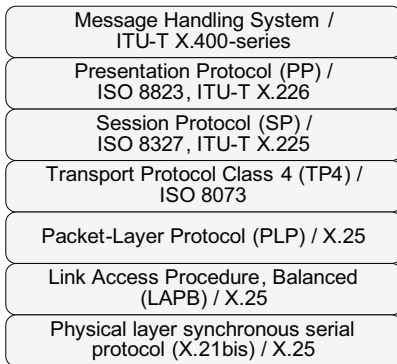 Message Handling System /
ITU-T X.400-series
Presentation Protocol (PP) /
ISO 8823, ITU-T X.226
Session Protocol (SP) /
ISO 8327, ITU-T X.225
Transport Protocol Class 4 (TP4) /
ISO 8073
Packet-Layer Protocol (PLP) / X.25
Link Access Procedure, Balanced
(LAPB) / X.25
Physical layer synchronous serial
protocol (X.21bis) / X.25